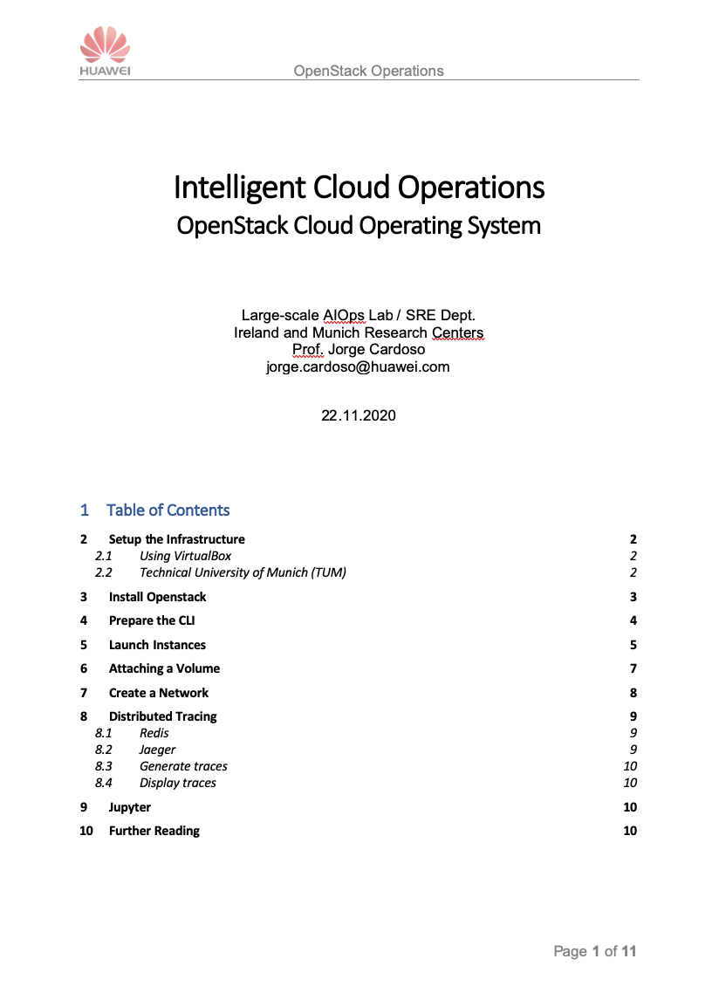 HUAWEI
OpenStack Operations
Intelligent Cloud Operations
OpenStack Cloud Operating System
Large-scale AIOps Lab / SRE Dept.
Ireland and Munich Research Centers
Prof. Jorge Cardoso
jorge.cardoso@huawei.com
22.11.2020
1 Table of Contents
2 Setup the Infrastructure 2
2.1 Using VirtualBox 2
2.2 Technical University of Munich (TUM) 2
3 Install Openstack 3
4 Prepare the CLI 4
5 Launch Instances 5
6 Attaching a Volume 7
7 Create a Network 8
8 Distributed Tracing 9
8.1 Redis 9
8.2 Jaeger 9
8.3 Generate traces 10
8.4 Display traces 10
9 Jupyter 10
10 Further Reading 10
Page 1 of 11